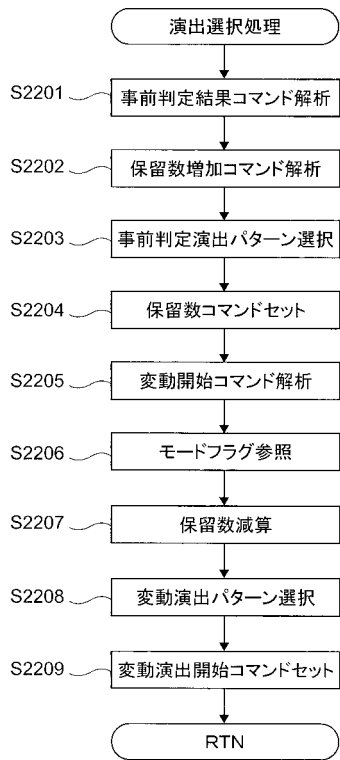 演出選択処理
S2201 事前判定結果コマンド解析
S2202 保留数増加コマンド解析
S2203 事前判定演出パターン選択
S2204 保留数コマンドセット
S2205 変動開始コマンド解析
S2206 モードフラグ参照
S2207 保留数減算
S2208 変動演出パターン選択
S2209 変動演出開始コマンドセット
RTN